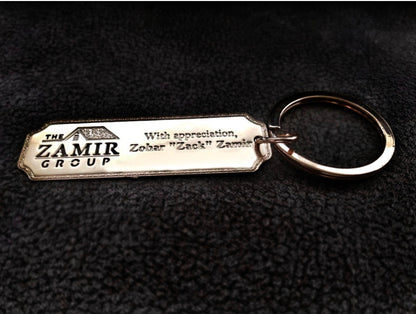 THE
ZAMIR
GROUP
With appreciation,
Zohar "Zack" Zamir